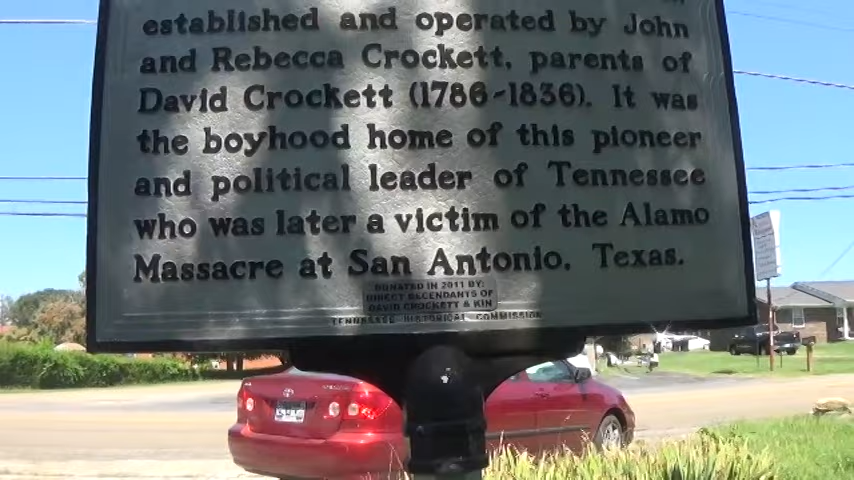 established and operated by John
and Rebecca Crockett, parents of
David Crockett (1786-1836). It was
the boyhood home of this pioneer
and political leader of Tennessee
who was later a victim of the Alamo
Massacre at San Antonio, Texas.
DONATED IN 2011 BY:
DIRECT DECENDANTS OF
DAVID CROCKETT & KIN
TENNESSEE HISTORICAL COMMISSION